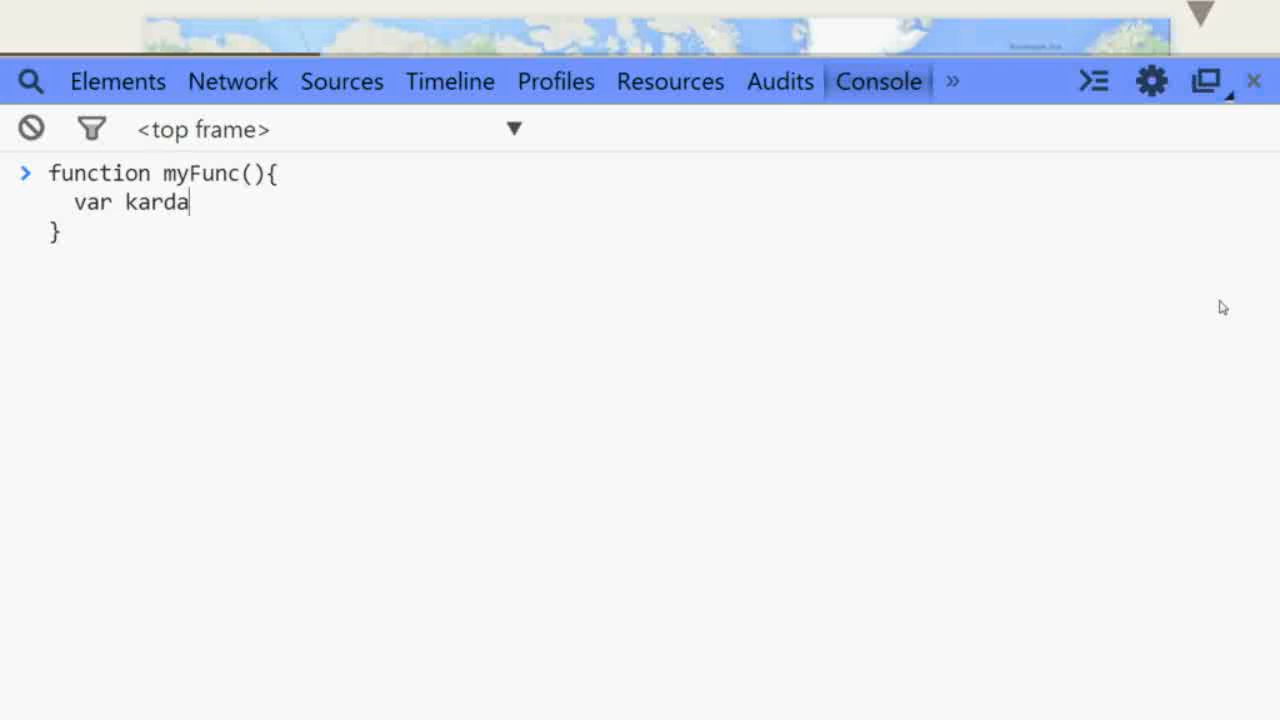 Elements Network Sources Timeline Profiles Resources Audits Console »
<top frame>
> function myFunc(){
var karda
}